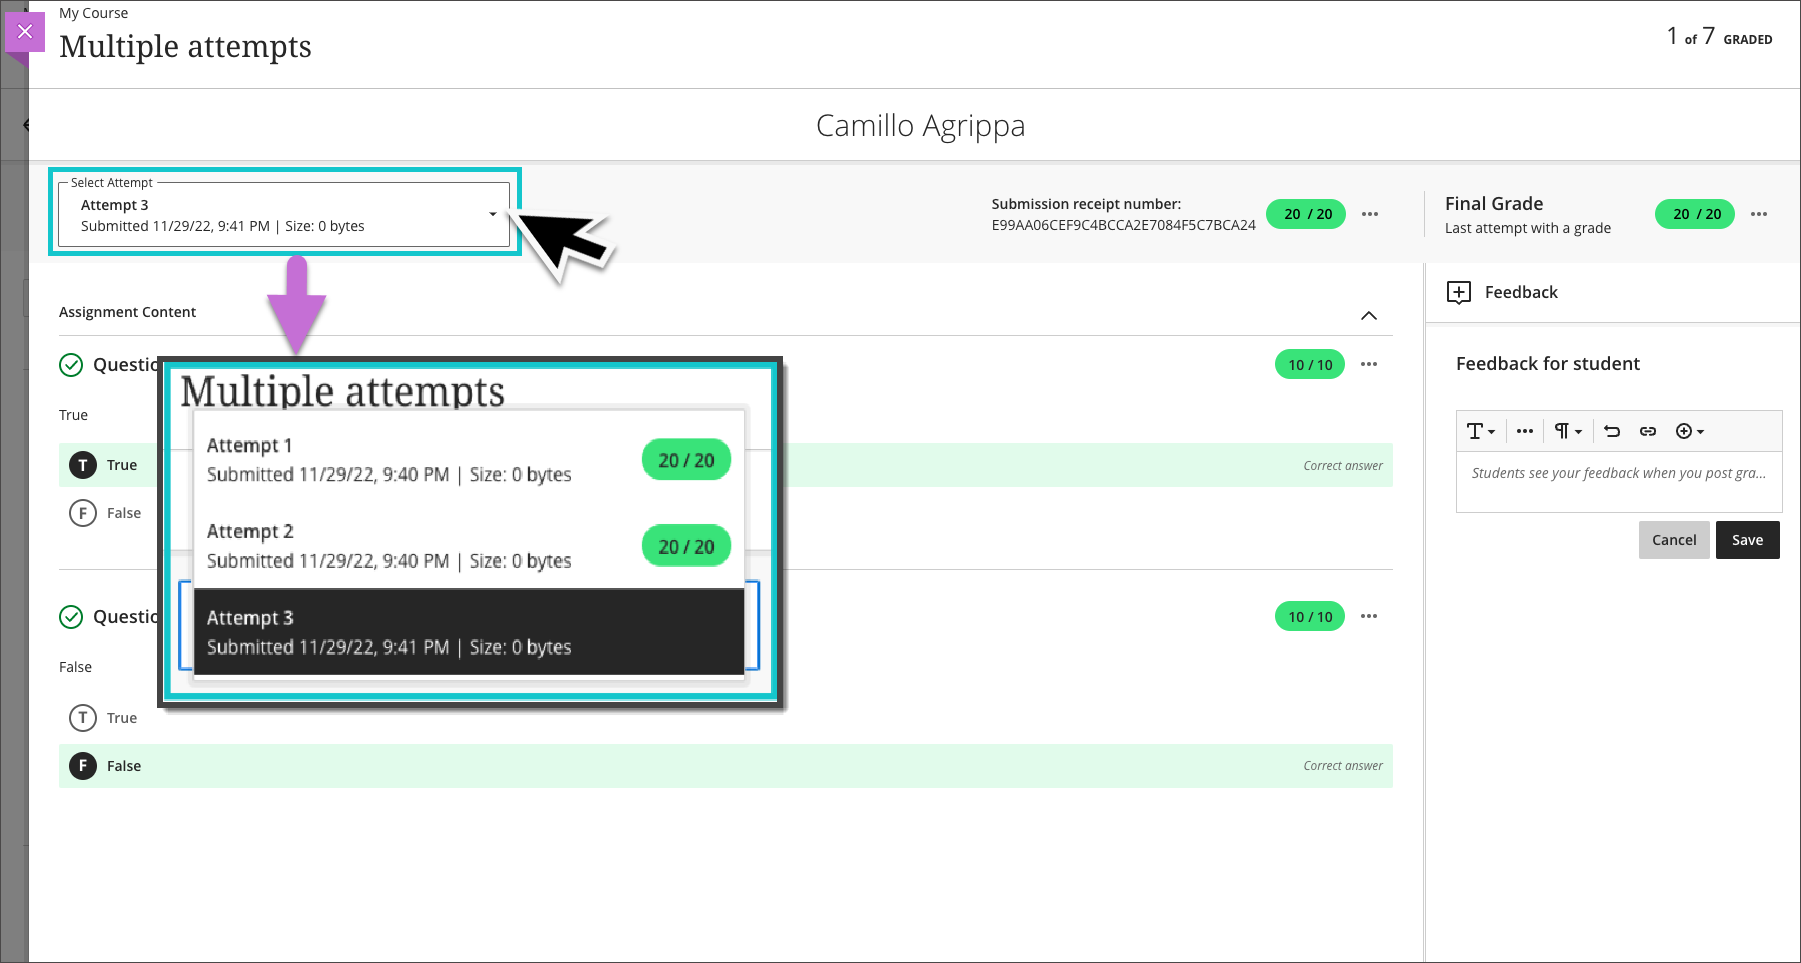 My Course
Multiple attempts
1 of 7 GRADED
Camillo Agrippa
Select Attempt
Attempt 3
Submitted 11/29/22, 9:41 PM | Size: 0 bytes
Submission receipt number:
E99AA06CEF9C4BCCA2E7084F5C7BCA24
20 / 20
Final Grade
Last attempt with a grade
20 / 20
Assignment Content
Questio
10 / 10
True
T True
Correct answer
F False
Multiple attempts
Attempt 1
Submitted 11/29/22, 9:40 PM | Size: 0 bytes
20 / 20
Attempt 2
Submitted 11/29/22, 9:40 PM | Size: 0 bytes
20 / 20
Attempt 3
Submitted 11/29/22, 9:41 PM | Size: 0 bytes
Questio
10 / 10
False
T True
F False
Correct answer
Feedback
Feedback for student
T
Students see your feedback when you post gra...
Cancel
Save